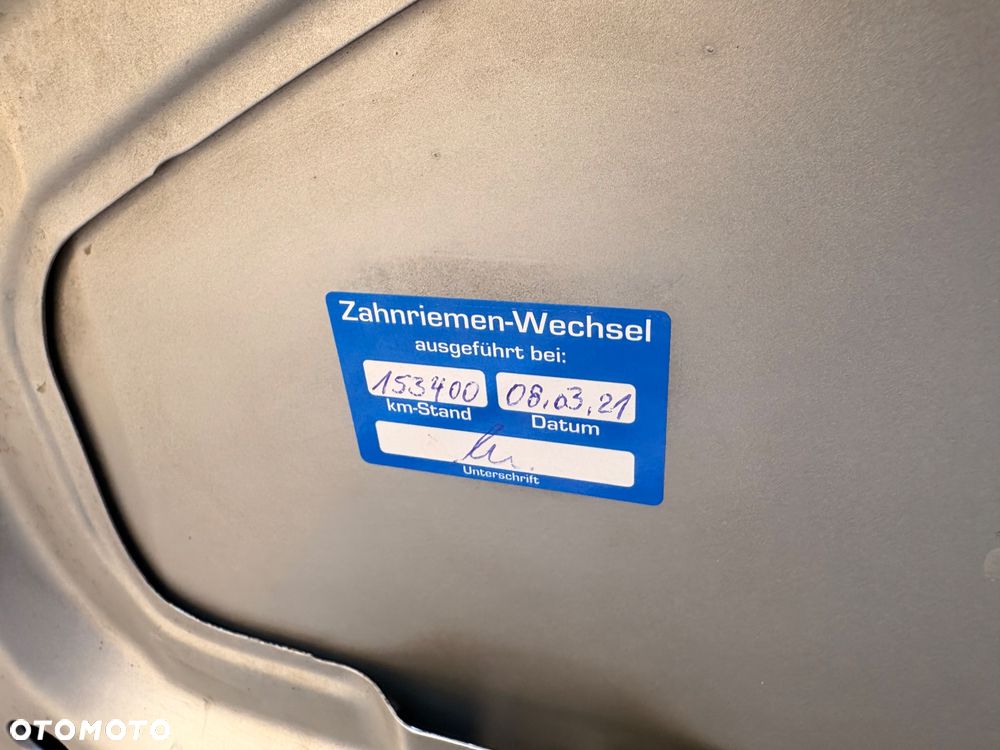 Zahnriemen-Wechsel
ausgeführt bei:
153400 08.03.21
km-Stand Datum
Unterschrift
OTOMOTO